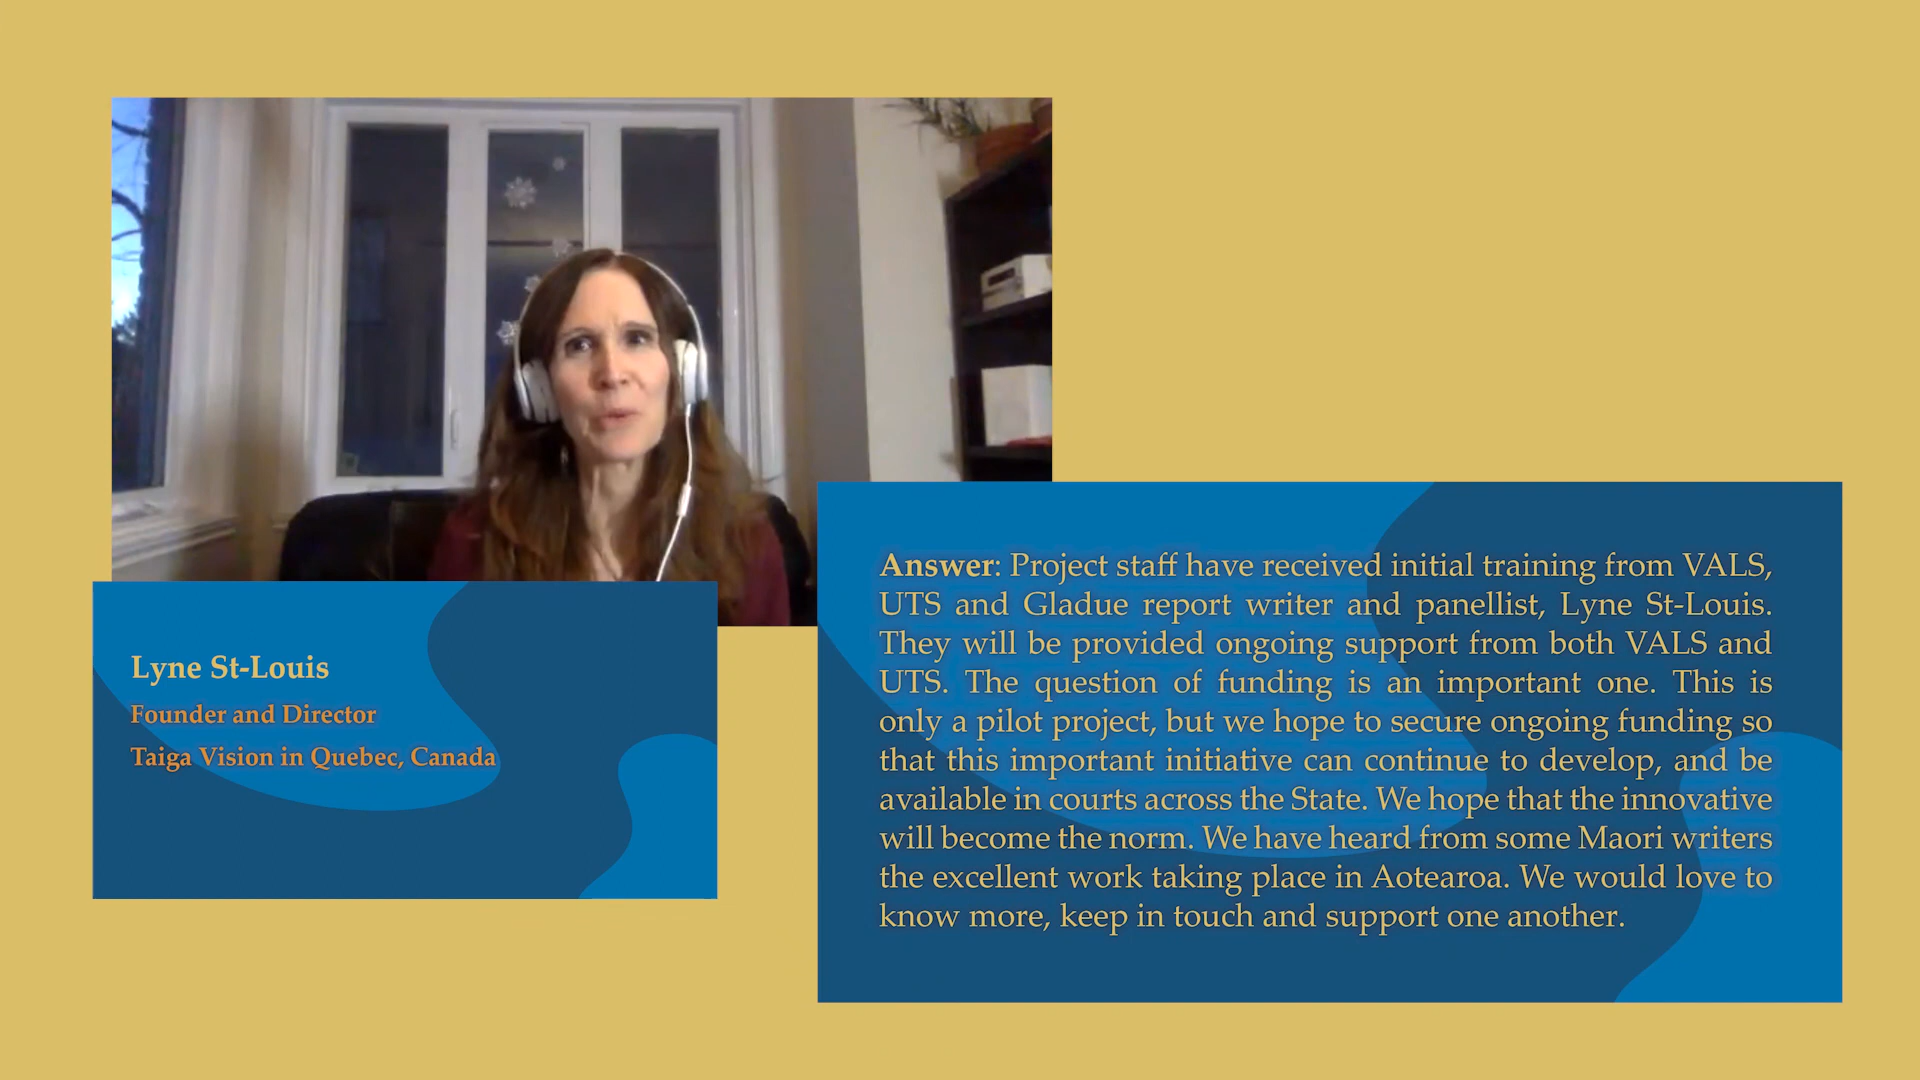 Lyne St-Louis
Founder and Director
Taiga Vision in Quebec, Canada
Answer: Project staff have received initial training from VALS,
UTS and Gladue report writer and panellist, Lyne St-Louis.
They will be provided ongoing support from both VALS and
UTS. The question of funding is an important one. This is
only a pilot project, but we hope to secure ongoing funding so
that this important initiative can continue to develop, and be
available in courts across the State. We hope that the innovative
will become the norm. We have heard from some Maori writers
the excellent work taking place in Aotearoa. We would love to
know more, keep in touch and support one another.